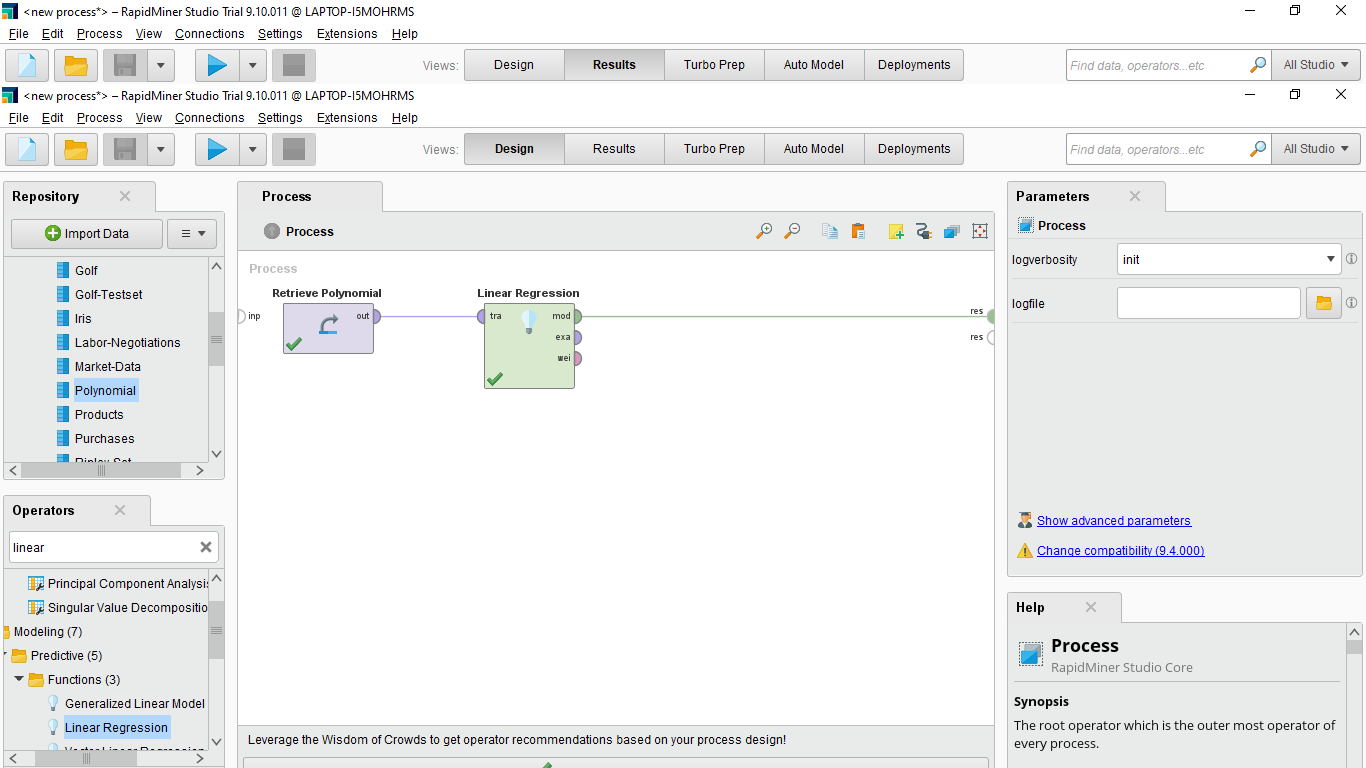 <new process*> – RapidMiner Studio Trial 9.10.011 @ LAPTOP-I5MOHRMS
File Edit Process View Connections Settings Extensions Help
Views: Design Results Turbo Prep Auto Model Deployments Find data, operators...etc All Studio
<new process*> – RapidMiner Studio Trial 9.10.011 @ LAPTOP-I5MOHRMS
File Edit Process View Connections Settings Extensions Help
Views: Design Results Turbo Prep Auto Model Deployments Find data, operators...etc All Studio
Repository
Import Data
Golf
Golf-Testset
Iris
Labor-Negotiations
Market-Data
Polynomial
Products
Purchases
Operators
linear
Principal Component Analysis
Singular Value Decompositio
Modeling (7)
Predictive (5)
Functions (3)
Generalized Linear Model
Linear Regression
Process
Process
Process
Retrieve Polynomial
Linear Regression
inp
out
tra
mod
exa
wei
res
res
Leverage the Wisdom of Crowds to get operator recommendations based on your process design!
Parameters
Process
logverbosity
init
logfile
Show advanced parameters
Change compatibility (9.4.000)
Help
Process
RapidMiner Studio Core
Synopsis
The root operator which is the outer most operator of
every process.